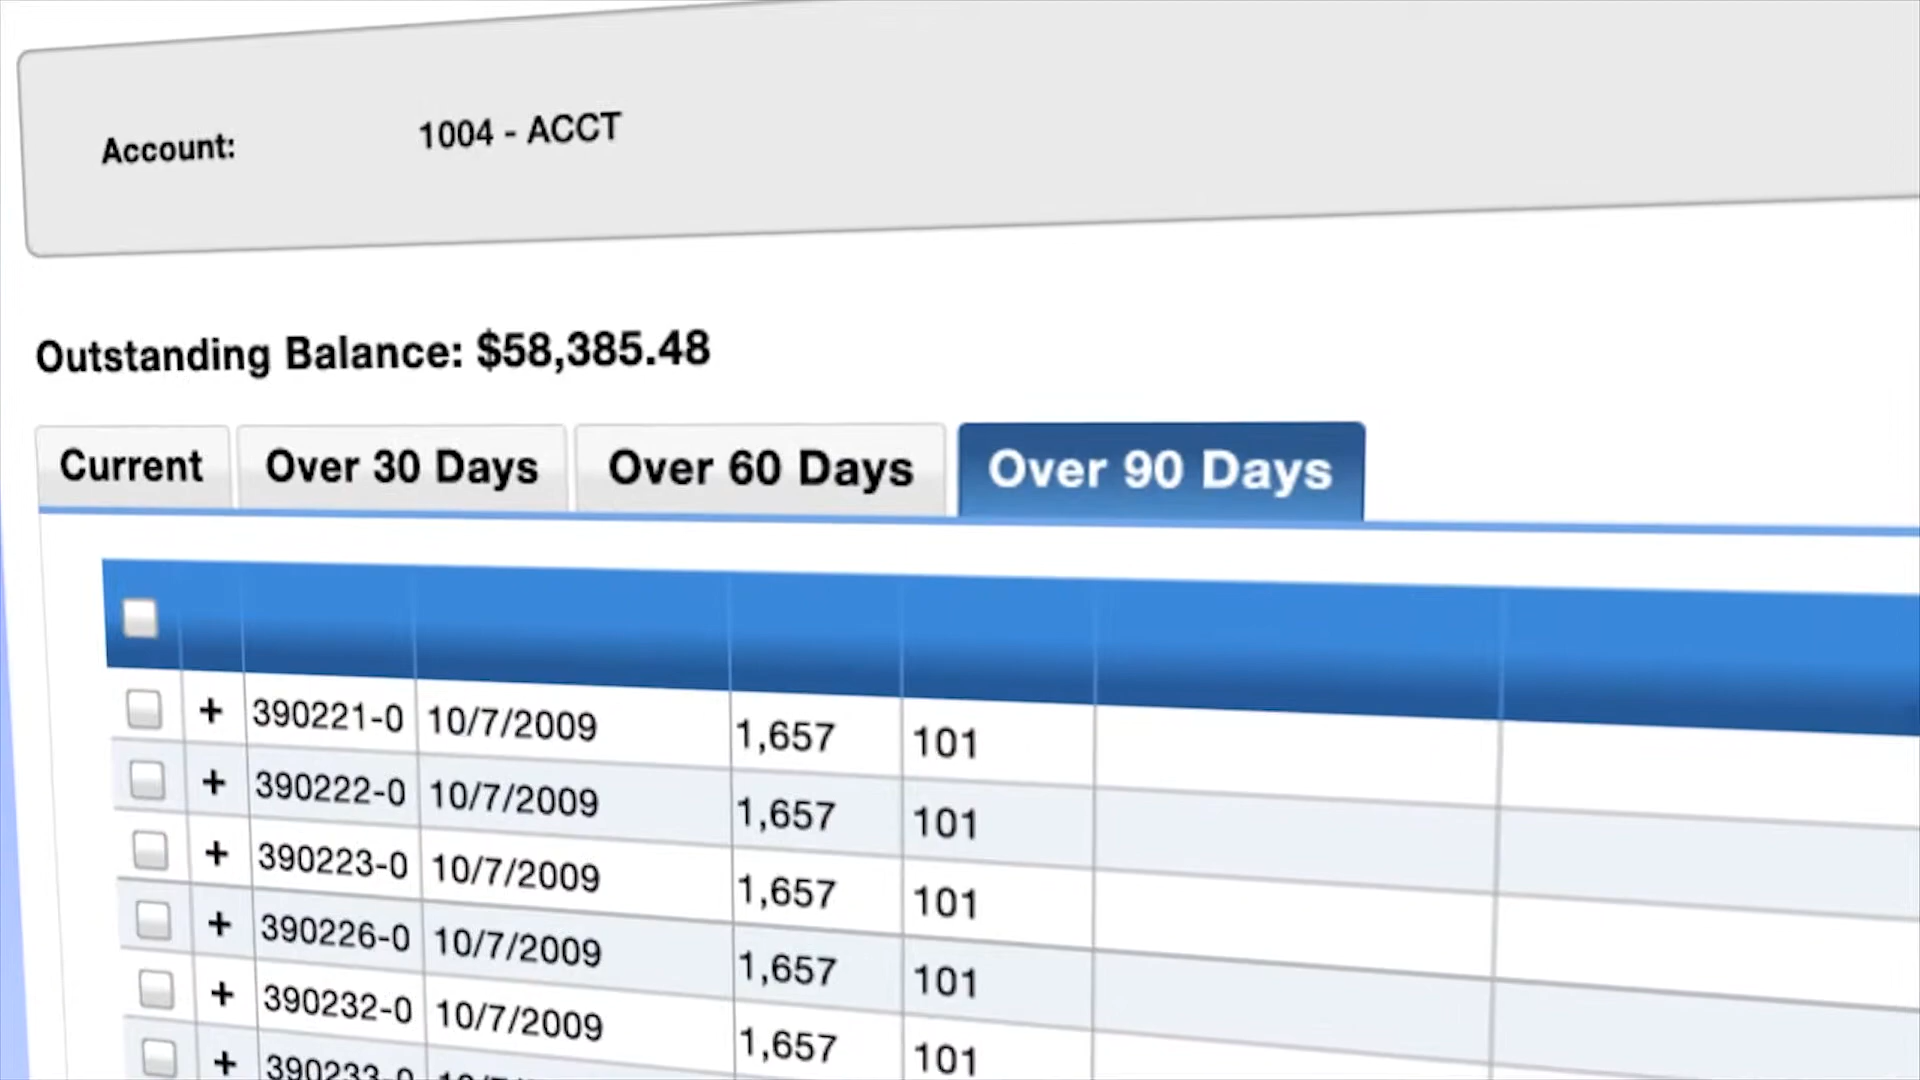 Account: 1004 - ACCT
Outstanding Balance: $58,385.48
Current Over 30 Days Over 60 Days Over 90 Days
+ 390221-0 10/7/2009 1,657 101
+ 390222-0 10/7/2009 1,657 101
+ 390223-0 10/7/2009 1,657 101
+ 390226-0 10/7/2009 1,657 101
+ 390232-0 10/7/2009 1,657 101
+ 390233-0